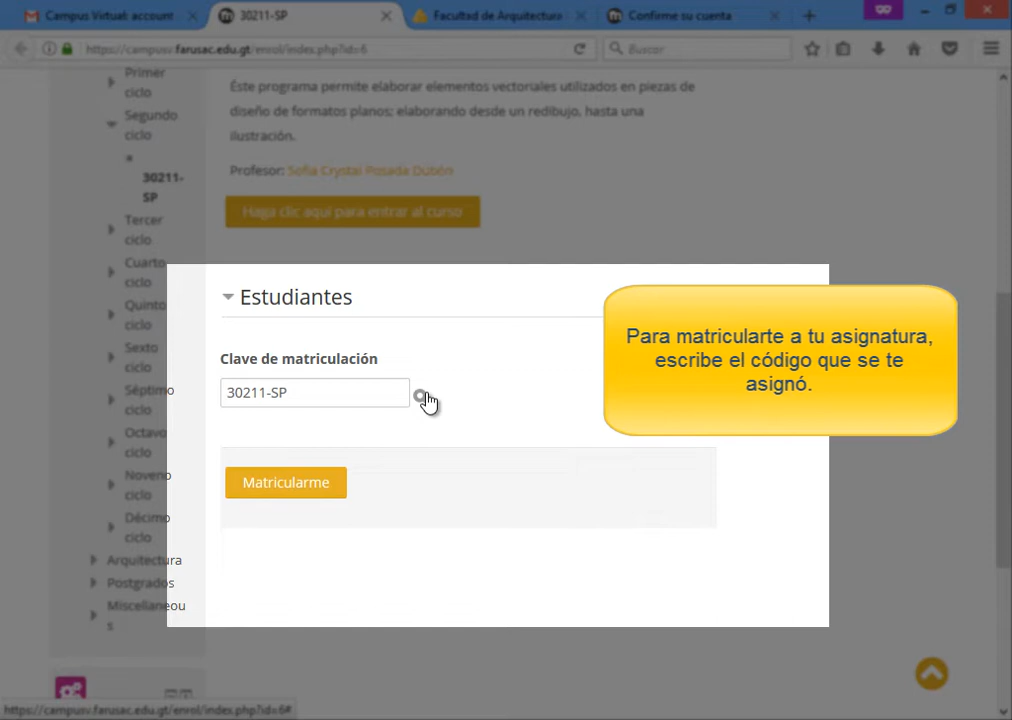 Campus Virtual: account
30211-SP
Facultad de Arquitectura
Confirme su cuenta
https://campusv.farusac.edu.gt/enrol/index.php?id=6
Buscar
Primer
ciclo
Segundo
ciclo
30211-
SP
Tercer
ciclo
Cuarto
ciclo
Quinto
ciclo
Sexto
ciclo
Séptimo
ciclo
Octavo
ciclo
Noveno
ciclo
Décimo
ciclo
Arquitectura
Postgrados
Miscellaneou
s
Éste programa permite elaborar elementos vectoriales utilizados en piezas de
diseño de formatos planos; elaborando desde un redibujo, hasta una
ilustración.
Profesor: Sofia Crystal Posada Dubón
Haga clic aquí para entrar al curso
Estudiantes
Clave de matriculación
30211-SP
Matricularme
Para matricularte a tu asignatura,
escribe el código que se te
asignó.
https://campusv.farusac.edu.gt/enrol/index.php?id=6#